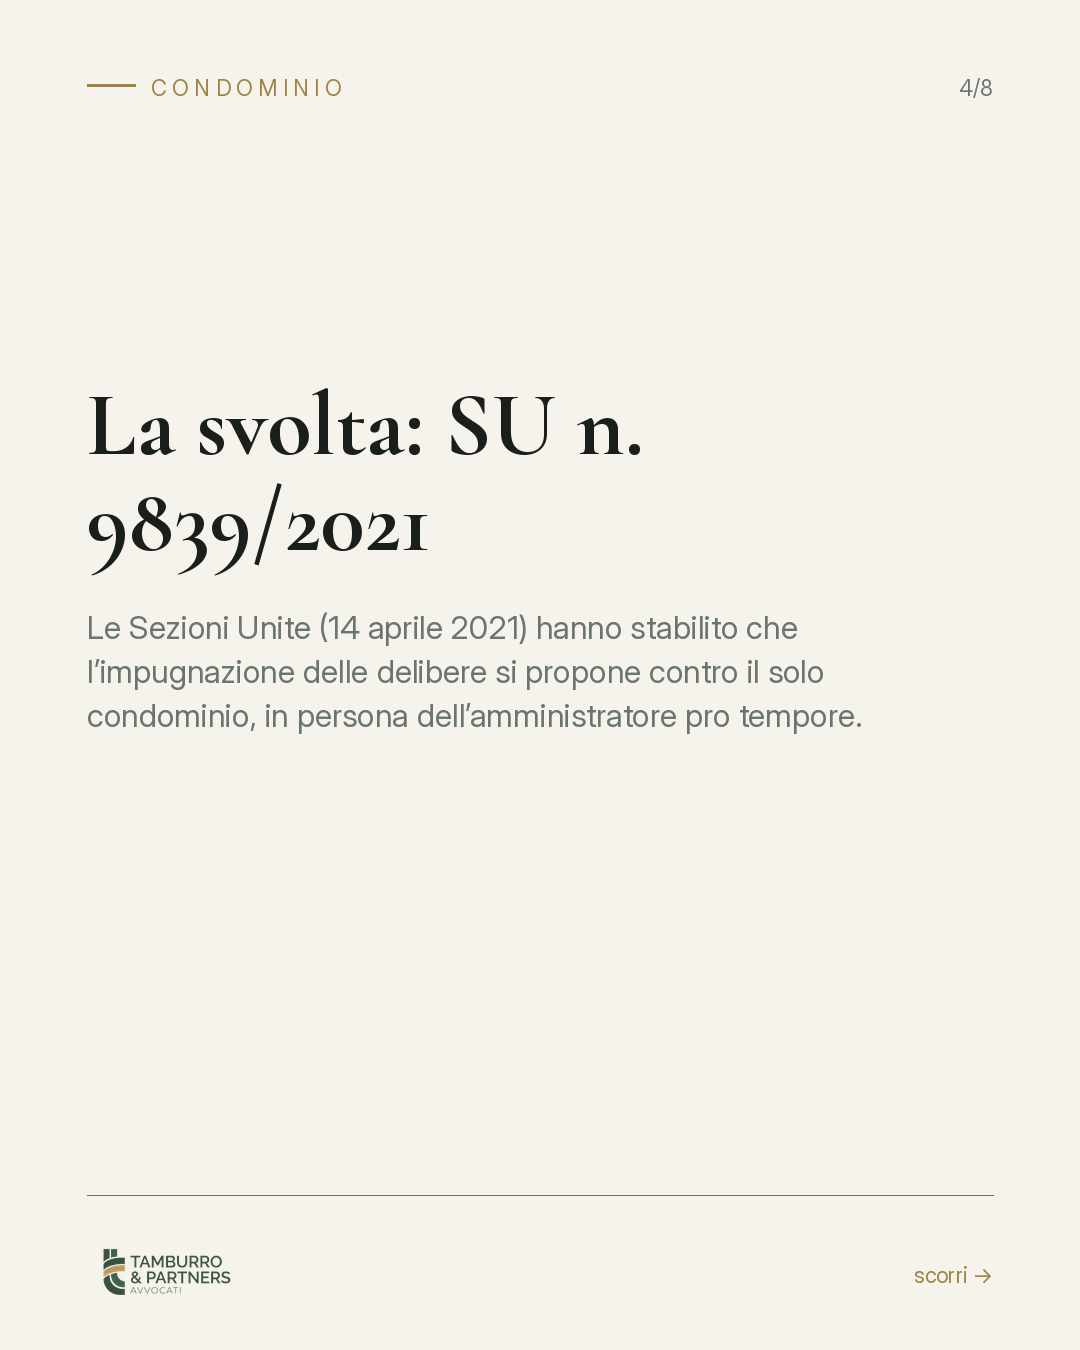 CONDOMINIO
4/8
La svolta: SU n.
9839/2021
Le Sezioni Unite (14 aprile 2021) hanno stabilito che
l’impugnazione delle delibere si propone contro il solo
condominio, in persona dell’amministratore pro tempore.
TAMBURRO
& PARTNERS
AVVOCATI
scorri →